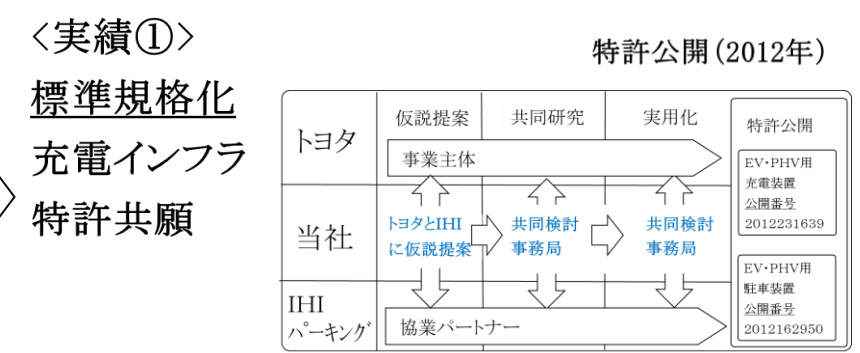 〈実績①〉
標準規格化
充電インフラ
特許共願
特許公開（2012年）
仮説提案 共同研究 実用化
トヨタ
事業主体
当社
トヨタとIHI
に仮説提案
共同検討
事務局
共同検討
事務局
IHI
パーキング
協業パートナー
特許公開
EV・PHV用
充電装置
公開番号
2012231639
EV・PHV用
駐車装置
公開番号
2012162950